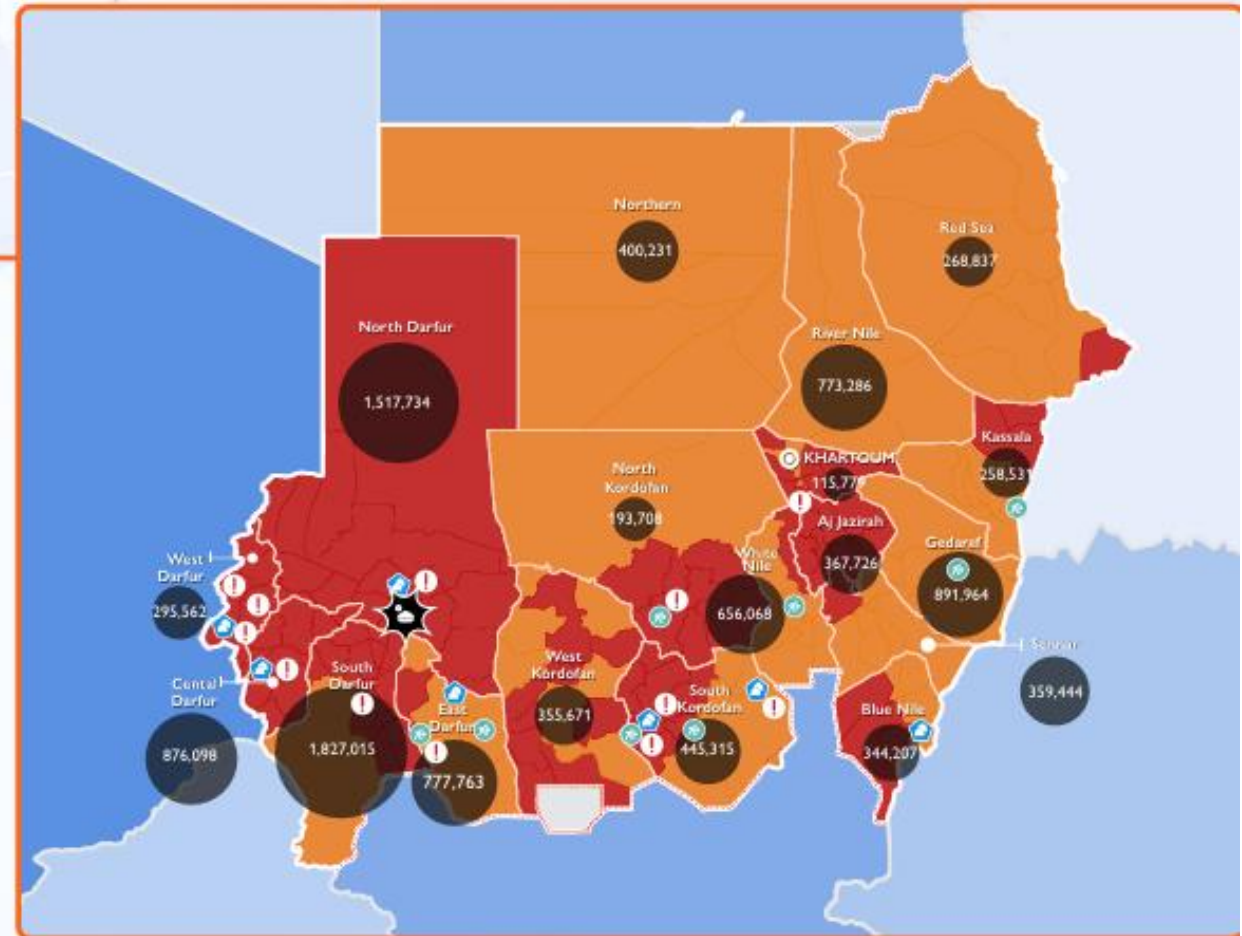 Northern
400,231
Red Sea
268,837
North Darfur
1,517,734
River Nile
773,286
Kassala
258,531
KHARTOUM
115,77
North
Kordofan
193,708
Aj Jazirah
367,726
White
Nile
656,068
Gedaraf
891,964
West
Darfur
295,562
Sennar
359,444
West
Kordofan
355,671
South
Darfur
1,827,015
Cental
Darfur
876,098
East
Darfur
777,763
South
Kordofan
445,315
Blue Nile
344,207